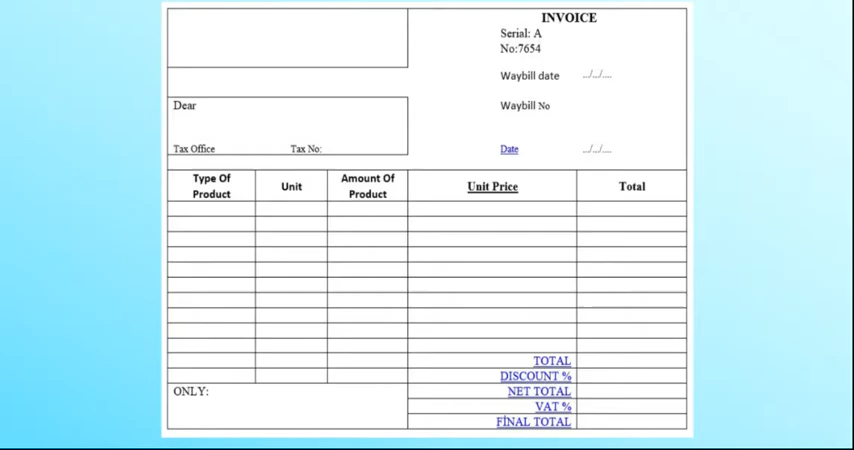 INVOICE
Serial: A
No:7654
Waybill date .../.../....
Dear
Waybill No
Tax Office Tax No:
Date .../.../....
Type Of Product Unit Amount Of Product Unit Price Total
TOTAL
DISCOUNT %
ONLY:
NET TOTAL
VAT %
FİNAL TOTAL